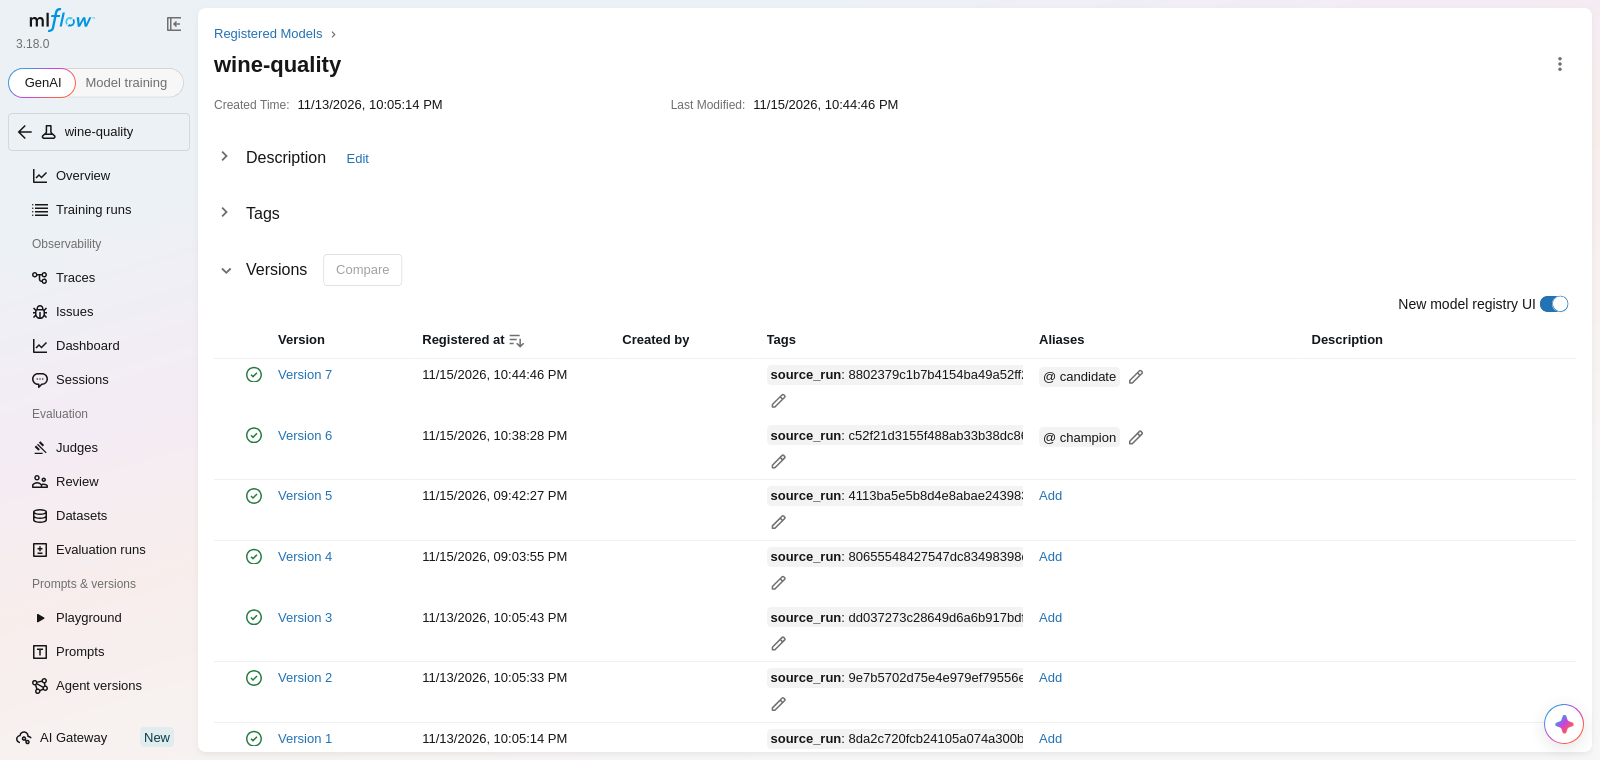 mlflow
3.18.0
GenAI
Model training
wine-quality
Overview
Training runs
Observability
Traces
Issues
Dashboard
Sessions
Evaluation
Judges
Review
Datasets
Evaluation runs
Prompts & versions
Playground
Prompts
Agent versions
AI Gateway New
Registered Models
wine-quality
Created Time: 11/13/2026, 10:05:14 PM Last Modified: 11/15/2026, 10:44:46 PM
Description Edit
Tags
Versions Compare
New model registry UI
Version Registered at Created by Tags Aliases Description
Version 7 11/15/2026, 10:44:46 PM source_run: 8802379c1b7b4154ba49a52ff @ candidate
Version 6 11/15/2026, 10:38:28 PM source_run: c52f21d3155f488ab33b38dc8 @ champion
Version 5 11/15/2026, 09:42:27 PM source_run: 4113ba5e5b8d4e8abae24398 Add
Version 4 11/15/2026, 09:03:55 PM source_run: 80655548427547dc83498398 Add
Version 3 11/13/2026, 10:05:43 PM source_run: dd037273c28649d6a6b917bd Add
Version 2 11/13/2026, 10:05:33 PM source_run: 9e7b5702d75e4e979ef79556e Add
Version 1 11/13/2026, 10:05:14 PM source_run: 8da2c720fcb24105a074a300b Add